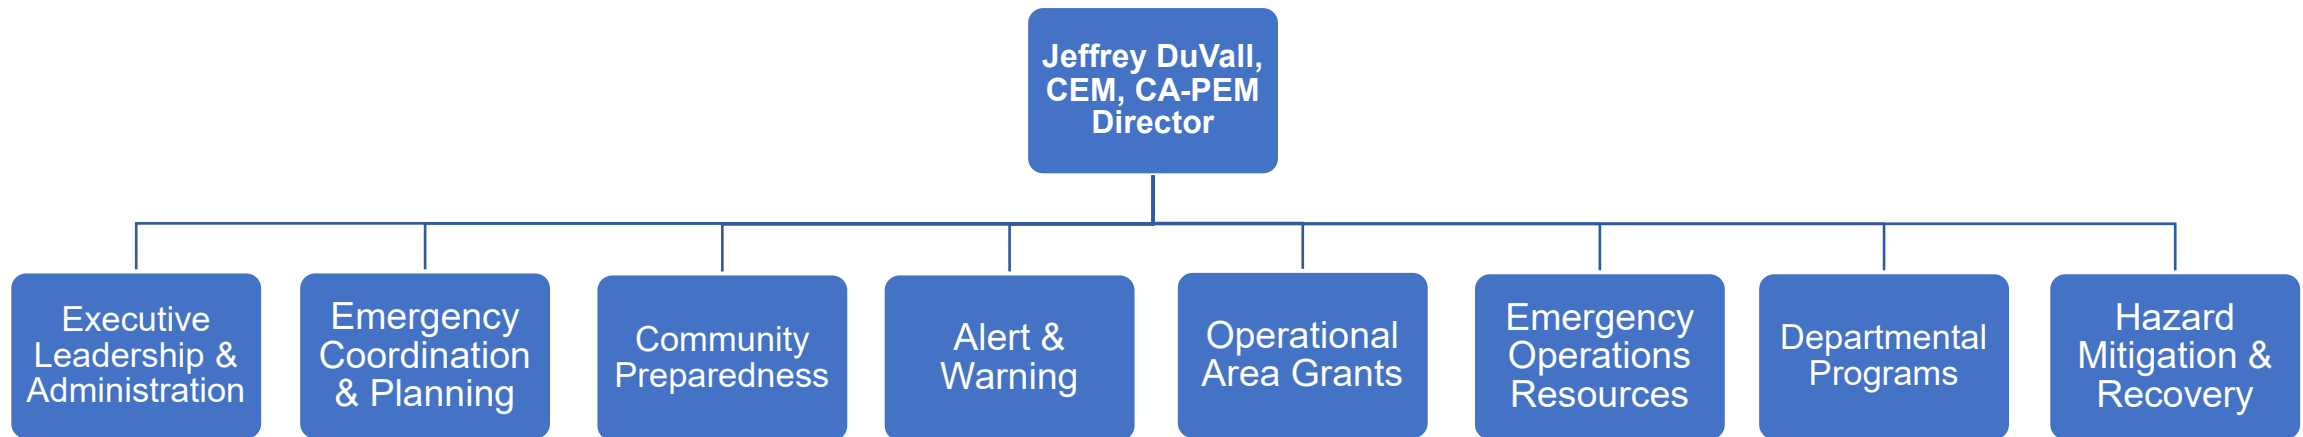 Jeffrey DuVall,
CEM, CA-PEM
Director
Executive
Leadership &
Administration
Emergency
Coordination
& Planning
Community
Preparedness
Alert &
Warning
Operational
Area Grants
Emergency
Operations
Resources
Departmental
Programs
Hazard
Mitigation &
Recovery